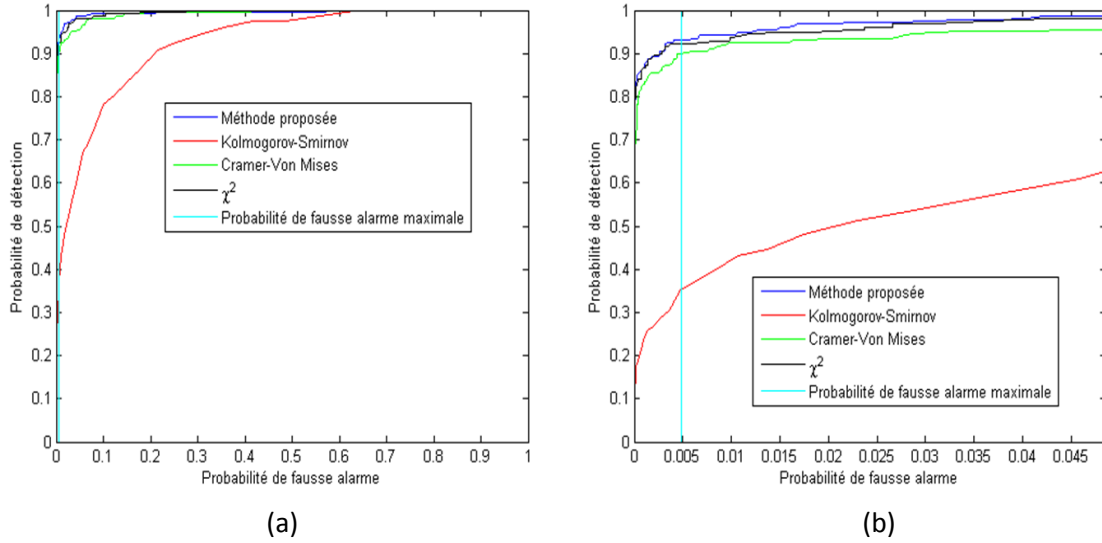 1
0.9
0.8
0.7
0.6
0.5
0.4
0.3
0.2
0.1
0
Probabilité de détection
Méthode proposée
Kolmogorov-Smirnov
Cramer-Von Mises
χ²
Probabilité de fausse alarme maximale
0 0.1 0.2 0.3 0.4 0.5 0.6 0.7 0.8 0.9 1
Probabilité de fausse alarme
(a)
1
0.9
0.8
0.7
0.6
0.5
0.4
0.3
0.2
0.1
0
Probabilité de détection
Méthode proposée
Kolmogorov-Smirnov
Cramer-Von Mises
χ²
Probabilité de fausse alarme maximale
0 0.005 0.01 0.015 0.02 0.025 0.03 0.035 0.04 0.045
Probabilité de fausse alarme
(b)